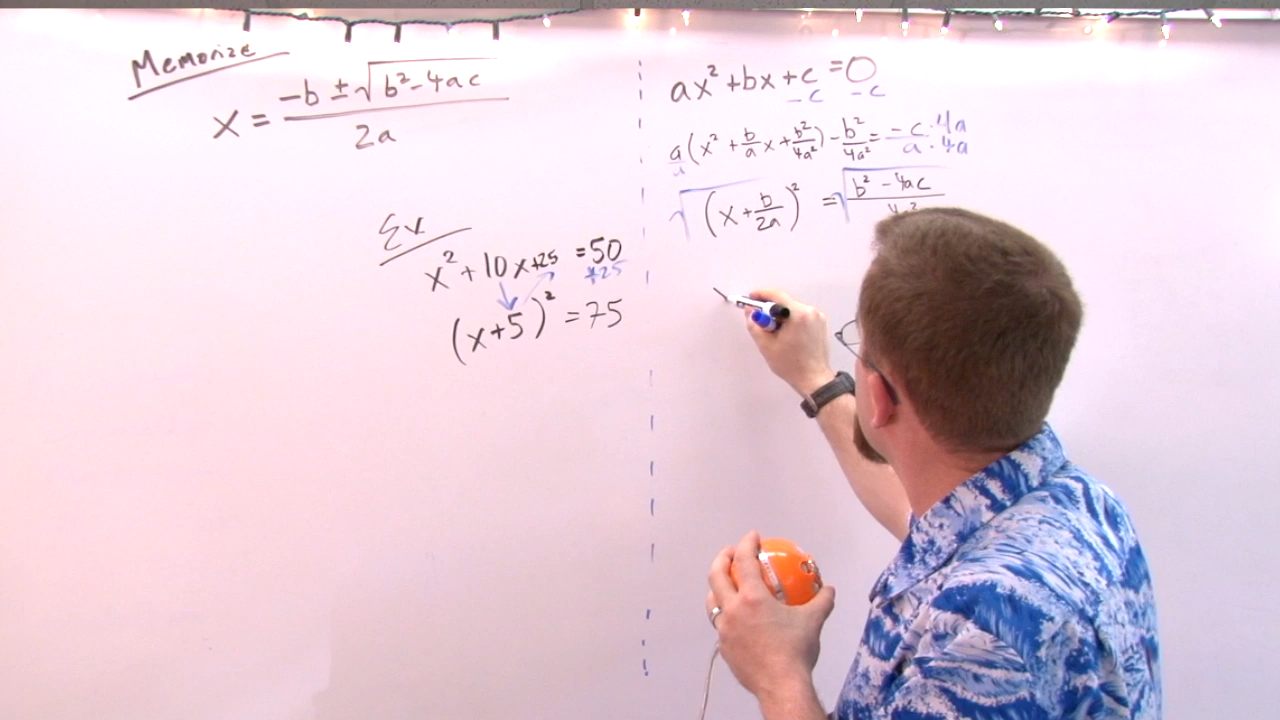 Memorize
x = (-b ± √(b² - 4ac)) / 2a
Ex
x² + 10x + 25 = 50 + 25
(x + 5)² = 75
ax² + bx + c = 0
-c -c
a/a (x² + b/a x + b²/4a²) - b²/4a² = -c/a · 4a/4a
√(x + b/2a)² = √(b² - 4ac / 4a²)